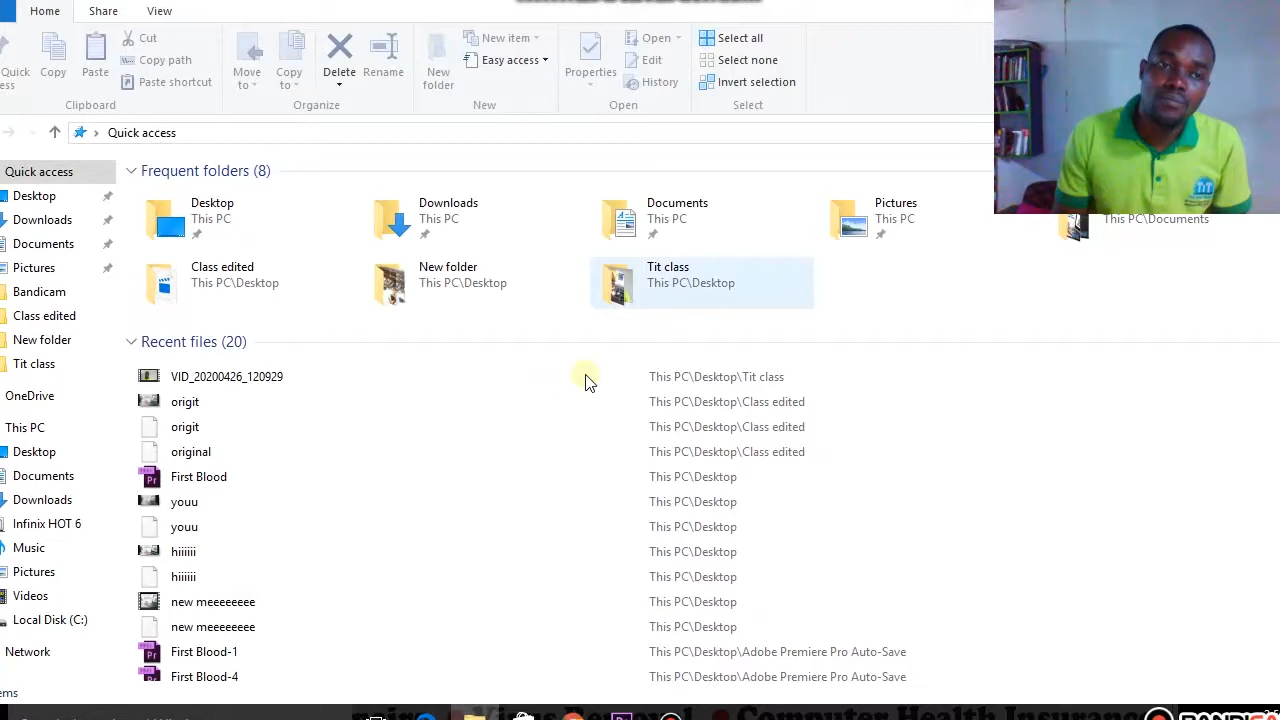 Home Share View
Quick Copy Paste Cut
Copy path
Paste shortcut
Clipboard
Move to Copy to Delete Rename
Organize
New folder
New item
Easy access
New
Properties
Open
Edit
History
Open
Select all
Select none
Invert selection
Select
Quick access
Quick access
Desktop
Downloads
Documents
Pictures
Bandicam
Class edited
New folder
Tit class
OneDrive
This PC
Desktop
Documents
Downloads
Infinix HOT 6
Music
Pictures
Videos
Local Disk (C:)
Network
Frequent folders (8)
Desktop
This PC
Downloads
This PC
Documents
This PC
Pictures
This PC
This PC\Documents
Class edited
This PC\Desktop
New folder
This PC\Desktop
Tit class
This PC\Desktop
Recent files (20)
VID_20200426_120929 This PC\Desktop\Tit class
origit This PC\Desktop\Class edited
origit This PC\Desktop\Class edited
original This PC\Desktop\Class edited
First Blood This PC\Desktop
youu This PC\Desktop
youu This PC\Desktop
hiiiiii This PC\Desktop
hiiiiii This PC\Desktop
new meeeeeeee This PC\Desktop
new meeeeeeee This PC\Desktop
First Blood-1 This PC\Desktop\Adobe Premiere Pro Auto-Save
First Blood-4 This PC\Desktop\Adobe Premiere Pro Auto-Save
Virus Removal Computer Health Insurance
TiT